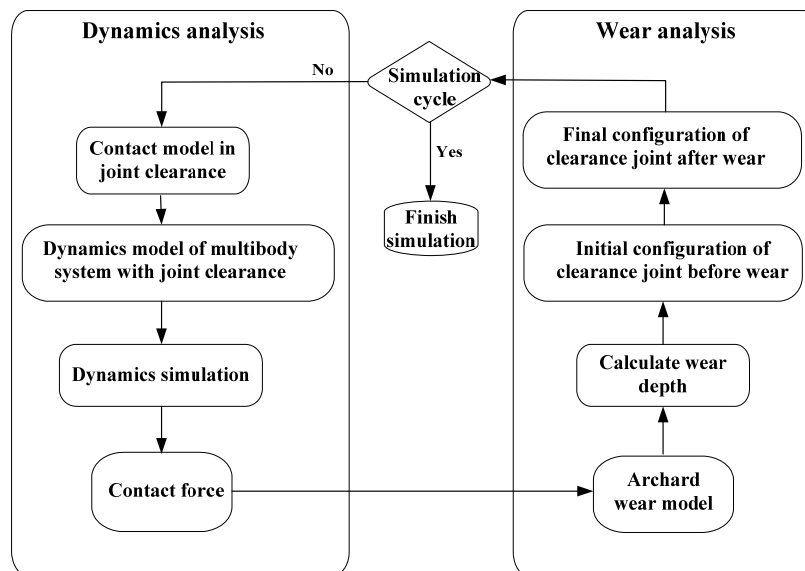 Dynamics analysis
No
Contact model in
joint clearance
Dynamics model of multibody
system with joint clearance
Dynamics simulation
Contact force
Simulation
cycle
Yes
Finish
simulation
Wear analysis
Final configuration of
clearance joint after wear
Initial configuration of
clearance joint before wear
Calculate wear
depth
Archard
wear model